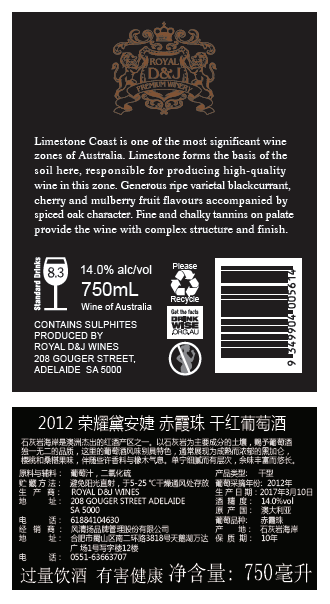 ROYAL
D&J
PREMIUM WINERY
Limestone Coast is one of the most significant wine
zones of Australia. Limestone forms the basis of the
soil here, responsible for producing high-quality
wine in this zone. Generous ripe varietal blackcurrant,
cherry and mulberry fruit flavours accompanied by
spiced oak character. Fine and chalky tannins on palate
provide the wine with complex structure and finish.
Standard Drinks
8.3
14.0% alc/vol
750mL
Wine of Australia
Please
Recycle
Get the facts
DRINK
WISE
.ORG.AU
CONTAINS SULPHITES
PRODUCED BY
ROYAL D&J WINES
208 GOUGER STREET,
ADELAIDE SA 5000
9 349904 005614
2012 荣耀黛安婕 赤霞珠 干红葡萄酒
石灰岩海岸是澳洲杰出的红酒产区之一。以石灰岩为主要成分的土壤，赐予葡萄酒
独一无二的品质，这里的葡萄酒风味别具特色，通常展现为成熟而浓郁的黑加仑，
樱桃和桑椹果味，伴随些许香料与橡木气息。单宁细腻而有层次，余味丰富而悠长。
原料与辅料： 葡萄汁，二氧化硫
贮藏方法： 避免阳光直射，于5-25 ℃干燥通风处存放
生产商： ROYAL D&J WINES
地址： 208 GOUGER STREET ADELAIDE
SA 5000
电话： 61884104630
经销商： 风渭扬品牌管理股份有限公司
地址： 合肥市蜀山区南二环路3818号天鹅湖万达
广场1号写字楼12楼
电话： 0551-63663707
产品类型： 干型
葡萄采摘年份： 2012年
生产日期： 2017年3月10日
酒精度： 14.0%vol
原产国： 澳大利亚
葡萄品种： 赤霞珠
产地： 石灰岩海岸
保质期： 10年
过量饮酒 有害健康 净含量：750毫升